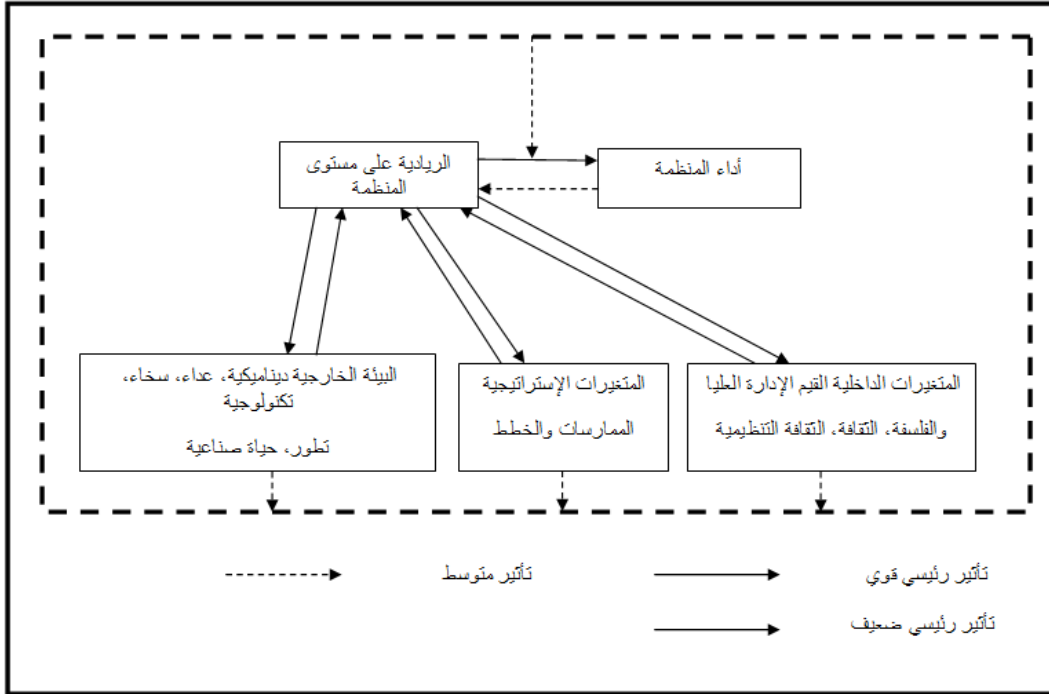 الريادية على مستوى
المنظمة
أداء المنظمة
المتغيرات الداخلية القيم الإدارة العليا
والفلسفة، الثقافة، الثقافة التنظيمية
المتغيرات الإستراتيجية
الممارسات والخطط
البيئة الخارجية ديناميكية، عداء، سخاء،
تكنولوجية
تطور، حياة صناعية
تأثير رئيسي قوي
تأثير متوسط
تأثير رئيسي ضعيف